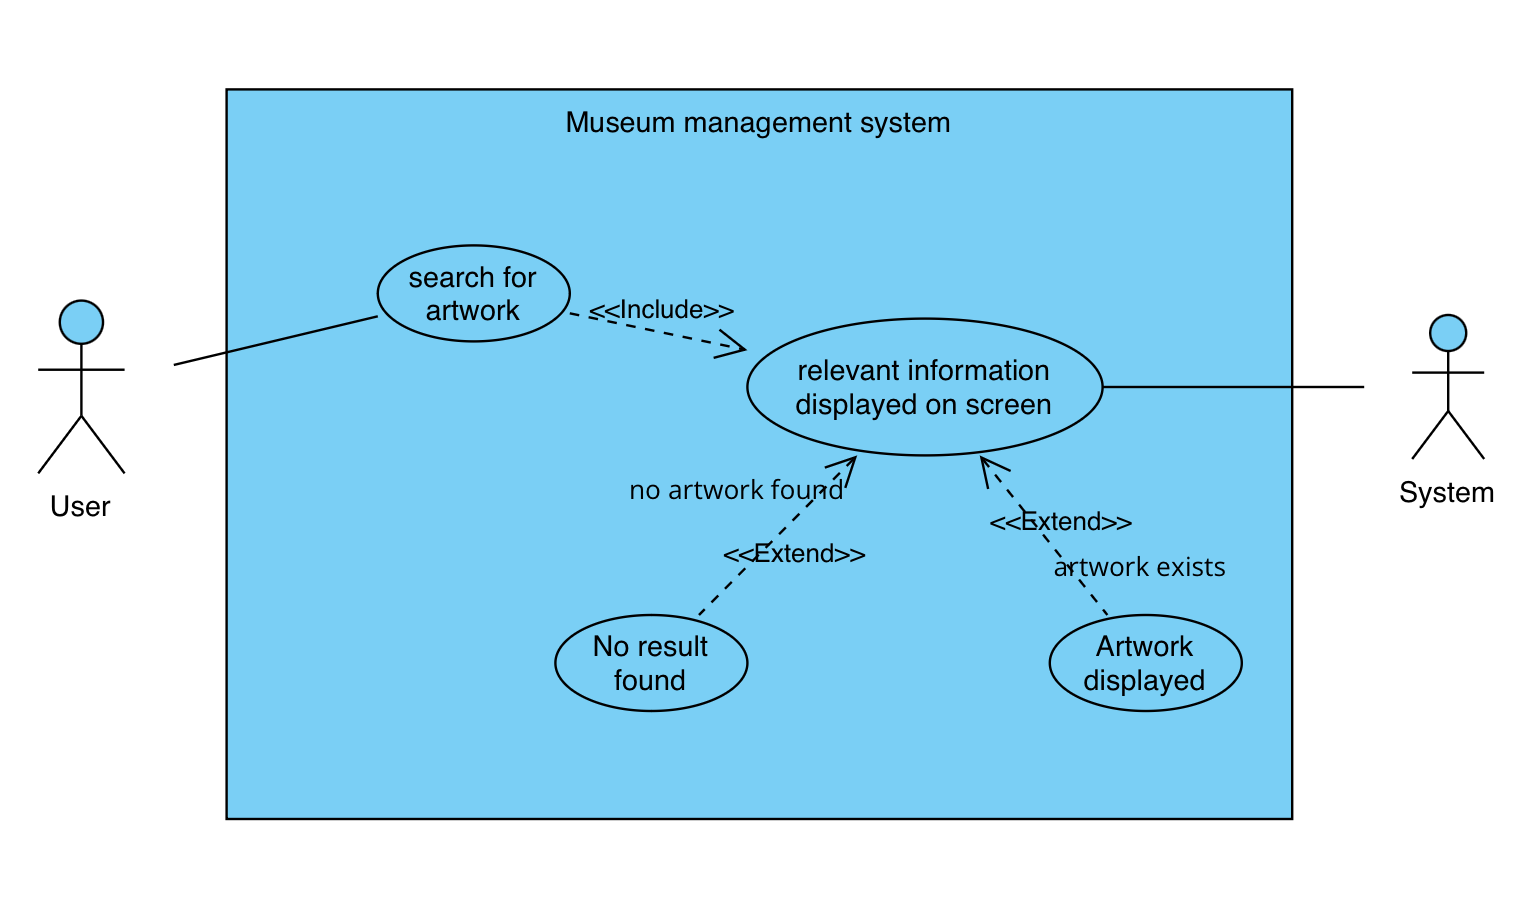 Museum management system
search for
artwork
<<Include>>
relevant information
displayed on screen
no artwork found
<<Extend>>
<<Extend>>
artwork exists
User
System
No result
found
Artwork
displayed